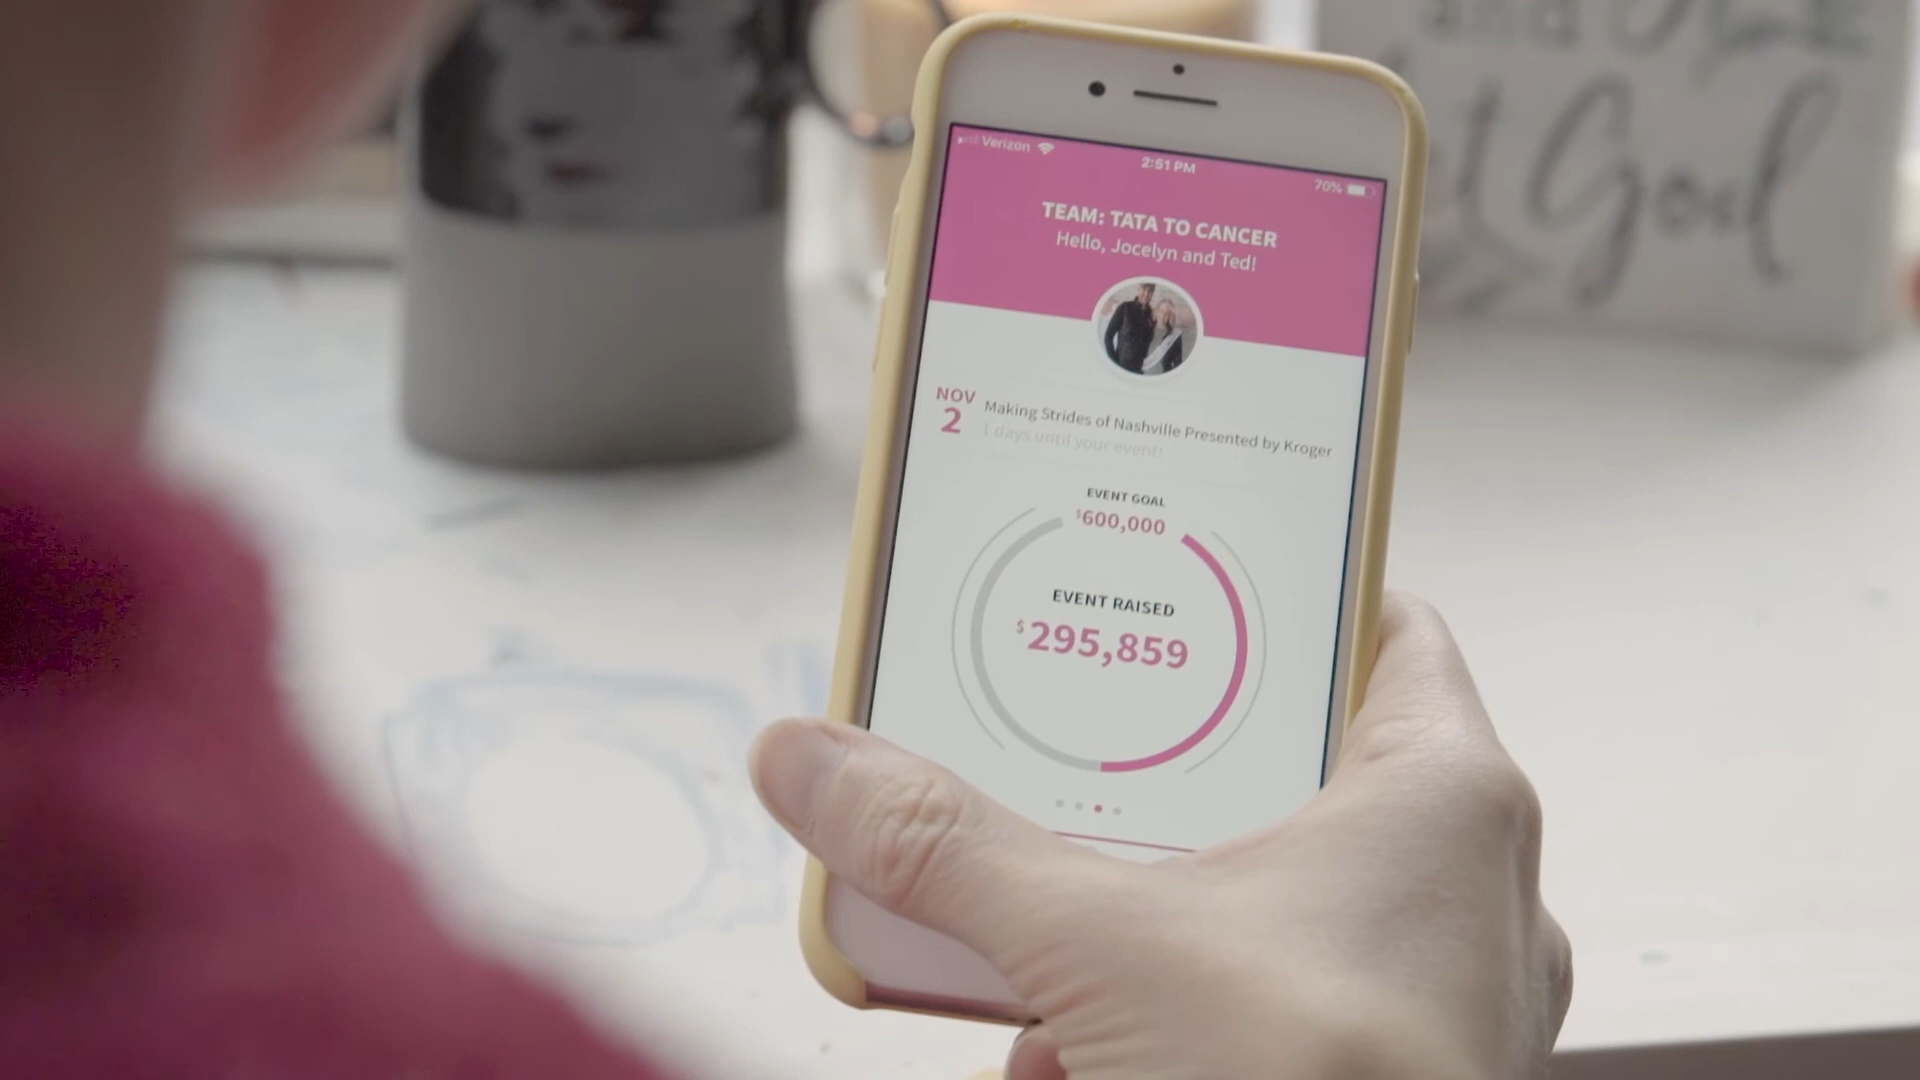 Verizon
2:51 PM
70%
TEAM: TATA TO CANCER
Hello, Jocelyn and Ted!
NOV
2
Making Strides of Nashville Presented by Kroger
1 days until your event!
EVENT GOAL
$600,000
EVENT RAISED
$295,859
and
God